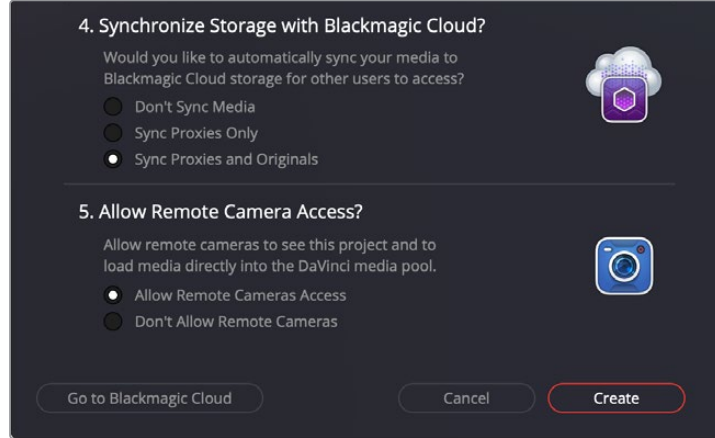 4. Synchronize Storage with Blackmagic Cloud?
Would you like to automatically sync your media to
Blackmagic Cloud storage for other users to access?
Don't Sync Media
Sync Proxies Only
Sync Proxies and Originals
5. Allow Remote Camera Access?
Allow remote cameras to see this project and to
load media directly into the DaVinci media pool.
Allow Remote Cameras Access
Don't Allow Remote Cameras
Go to Blackmagic Cloud
Cancel
Create